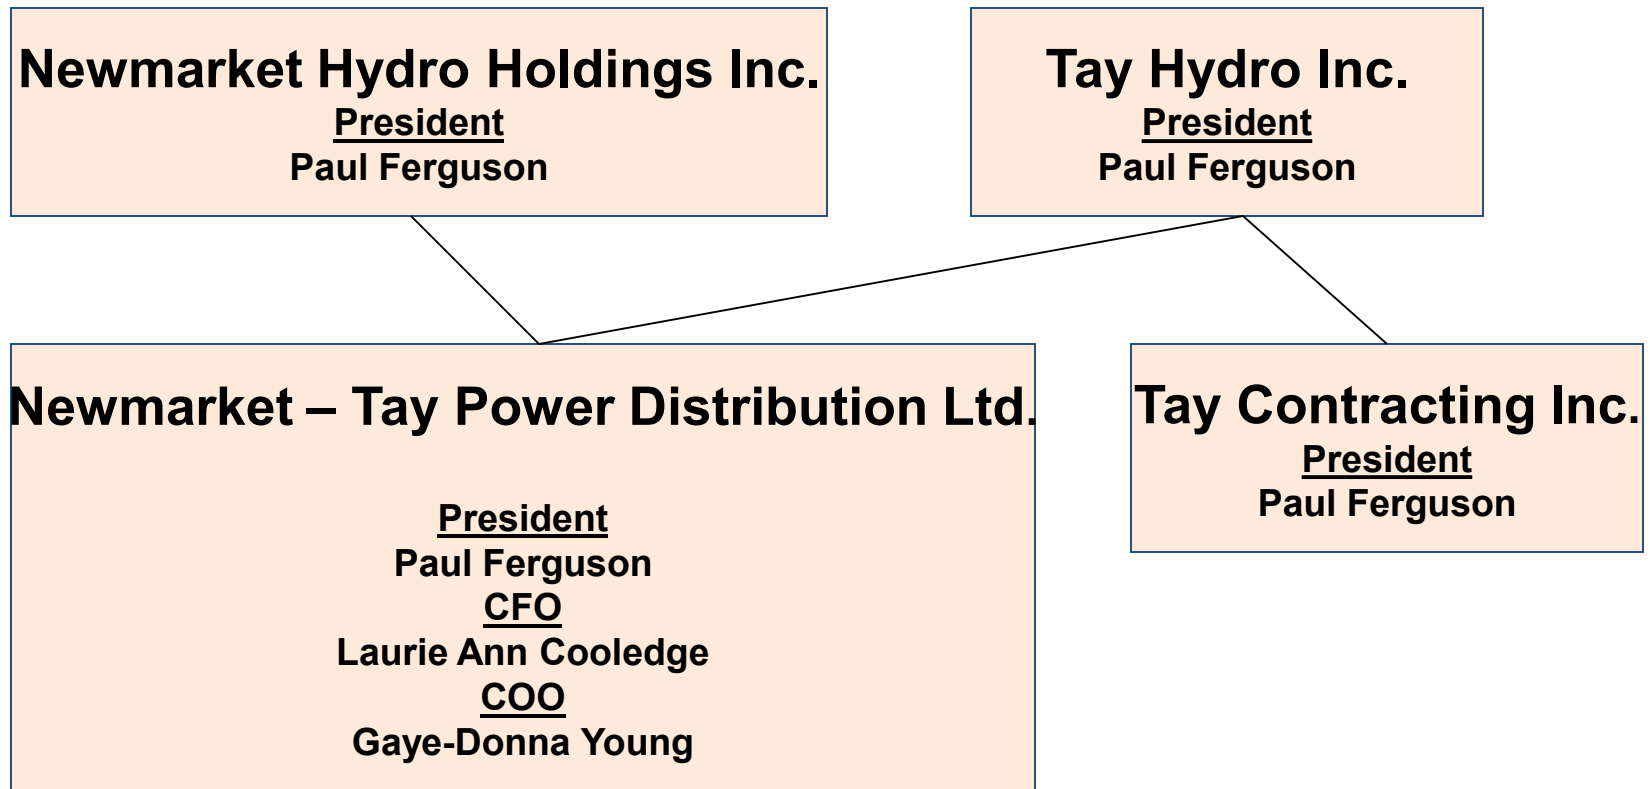 Newmarket Hydro Holdings Inc.
President
Paul Ferguson
Tay Hydro Inc.
President
Paul Ferguson
Newmarket – Tay Power Distribution Ltd.
President
Paul Ferguson
CFO
Laurie Ann Cooledge
COO
Gaye-Donna Young
Tay Contracting Inc.
President
Paul Ferguson